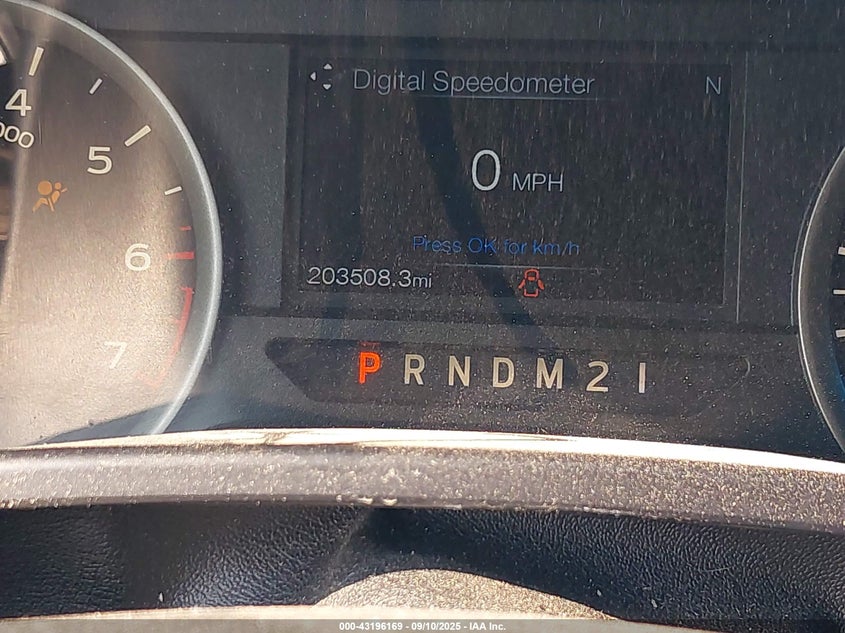 4
000
5
6
7
Digital Speedometer N
0 MPH
Press OK for km/h
203508.3mi
P R N D M 2 1
000-43196169 - 09/10/2025 - IAA Inc.